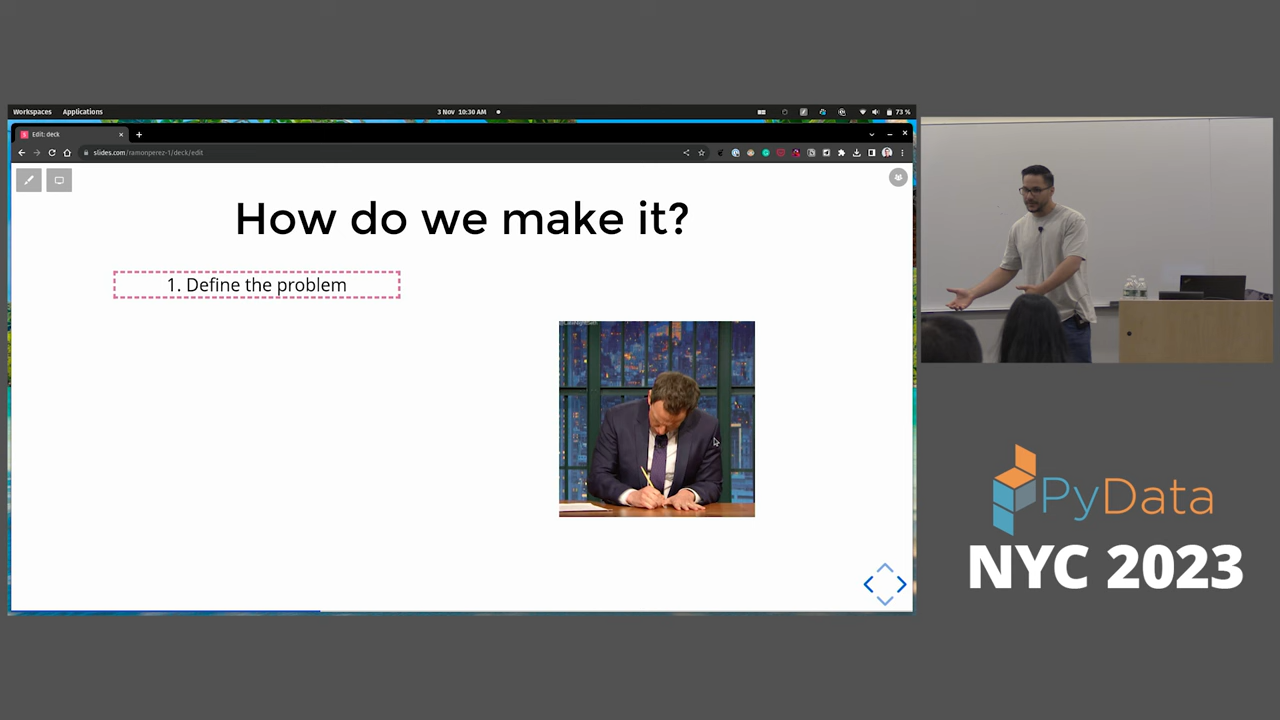 Workspaces Applications 3 Nov 10:30 AM 73 %
Edit: deck
slides.com/ramonperez-1/deck/edit
How do we make it?
1. Define the problem
PyData
NYC 2023